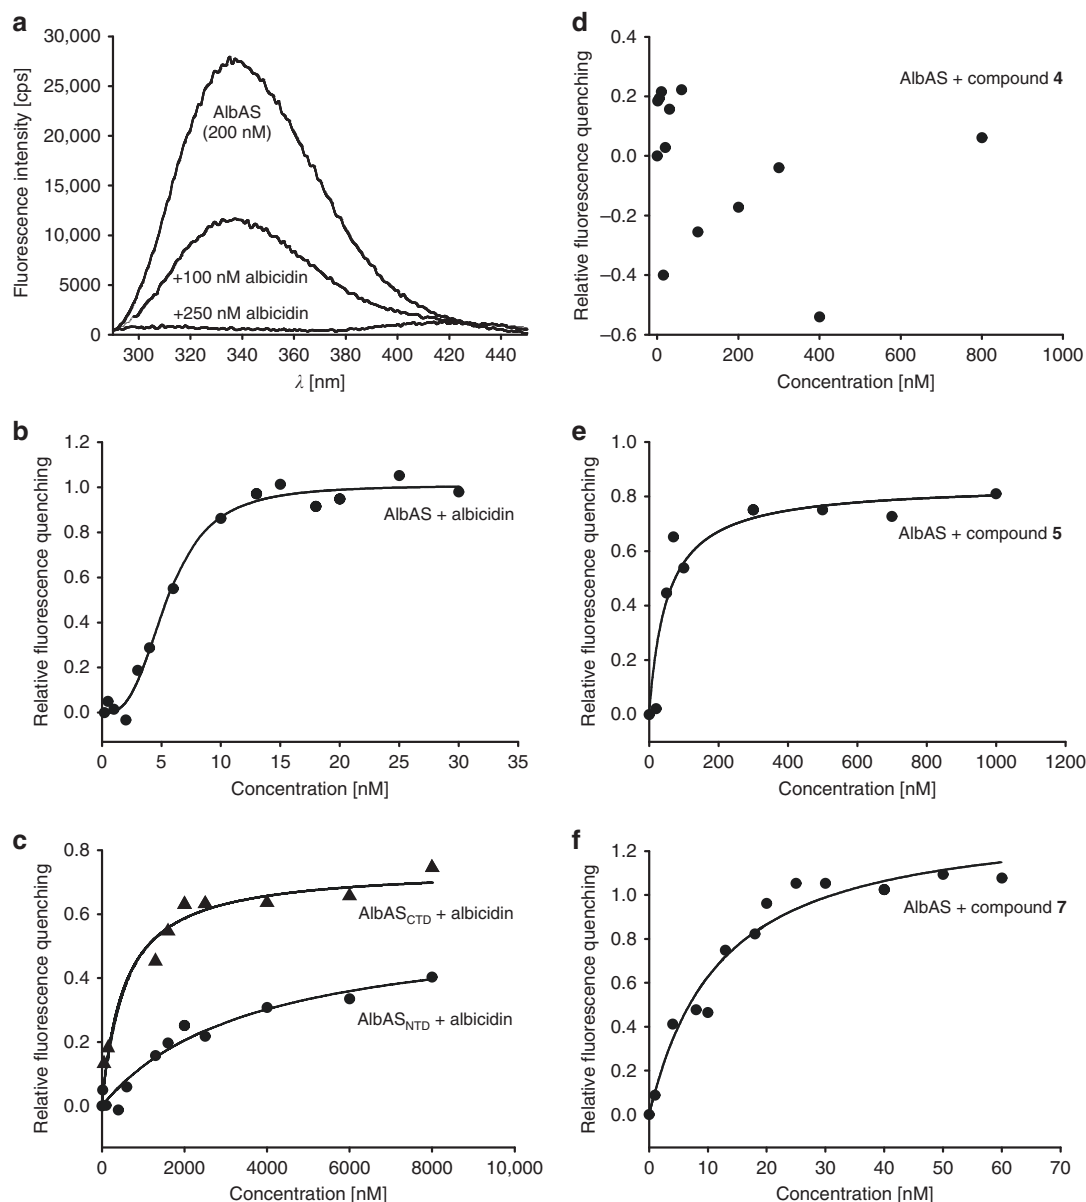 a
30,000
25,000
20,000
15,000
10,000
5000
0
Fluorescence intensity [cps]
AlbAS
(200 nM)
+100 nM albicidin
+250 nM albicidin
300 320 340 360 380 400 420 440
λ [nm]
b
1.2
1.0
0.8
0.6
0.4
0.2
0.0
Relative fluorescence quenching
AlbAS + albicidin
0 5 10 15 20 25 30 35
Concentration [nM]
c
0.8
0.6
0.4
0.2
0.0
Relative fluorescence quenching
AlbASCTD + albicidin
AlbASNTD + albicidin
0 2000 4000 6000 8000 10,000
Concentration [nM]
d
0.4
0.2
0.0
–0.2
–0.4
–0.6
Relative fluorescence quenching
AlbAS + compound 4
0 200 400 600 800 1000
Concentration [nM]
e
1.0
0.8
0.6
0.4
0.2
0.0
Relative fluorescence quenching
AlbAS + compound 5
0 200 400 600 800 1000 1200
Concentration [nM]
f
1.2
1.0
0.8
0.6
0.4
0.2
0.0
Relative fluorescence quenching
AlbAS + compound 7
0 10 20 30 40 50 60 70
Concentration [nM]